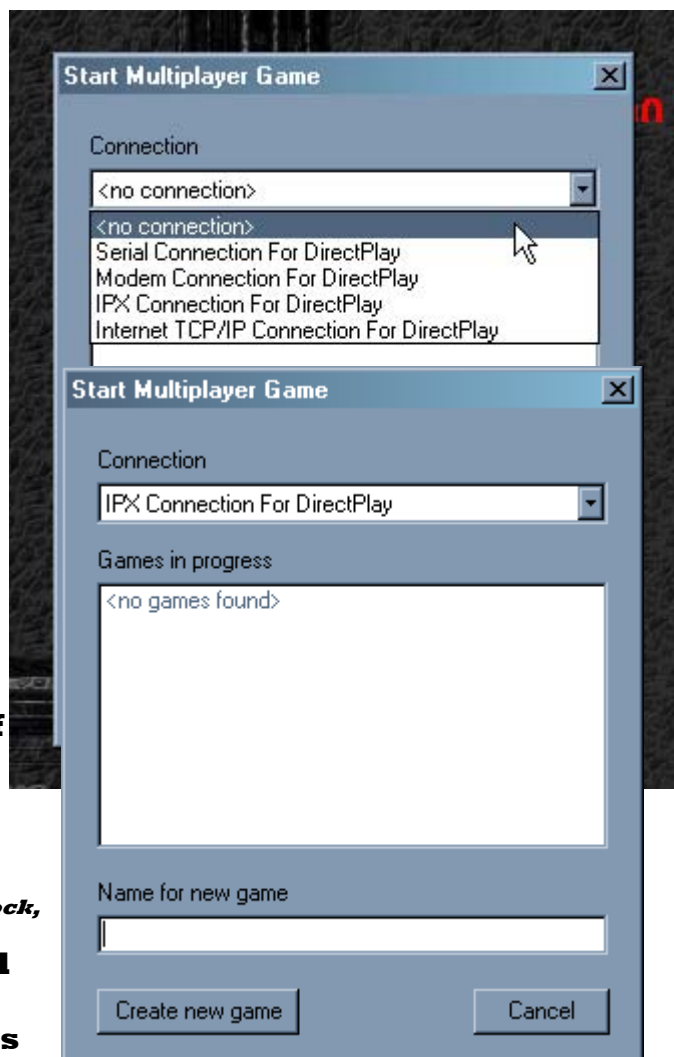 Start Multiplayer Game
Connection
<no connection>
<no connection>
Serial Connection For DirectPlay
Modem Connection For DirectPlay
IPX Connection For DirectPlay
Internet TCP/IP Connection For DirectPlay
Start Multiplayer Game
Connection
IPX Connection For DirectPlay
Games in progress
<no games found>
Name for new game
Create new game Cancel